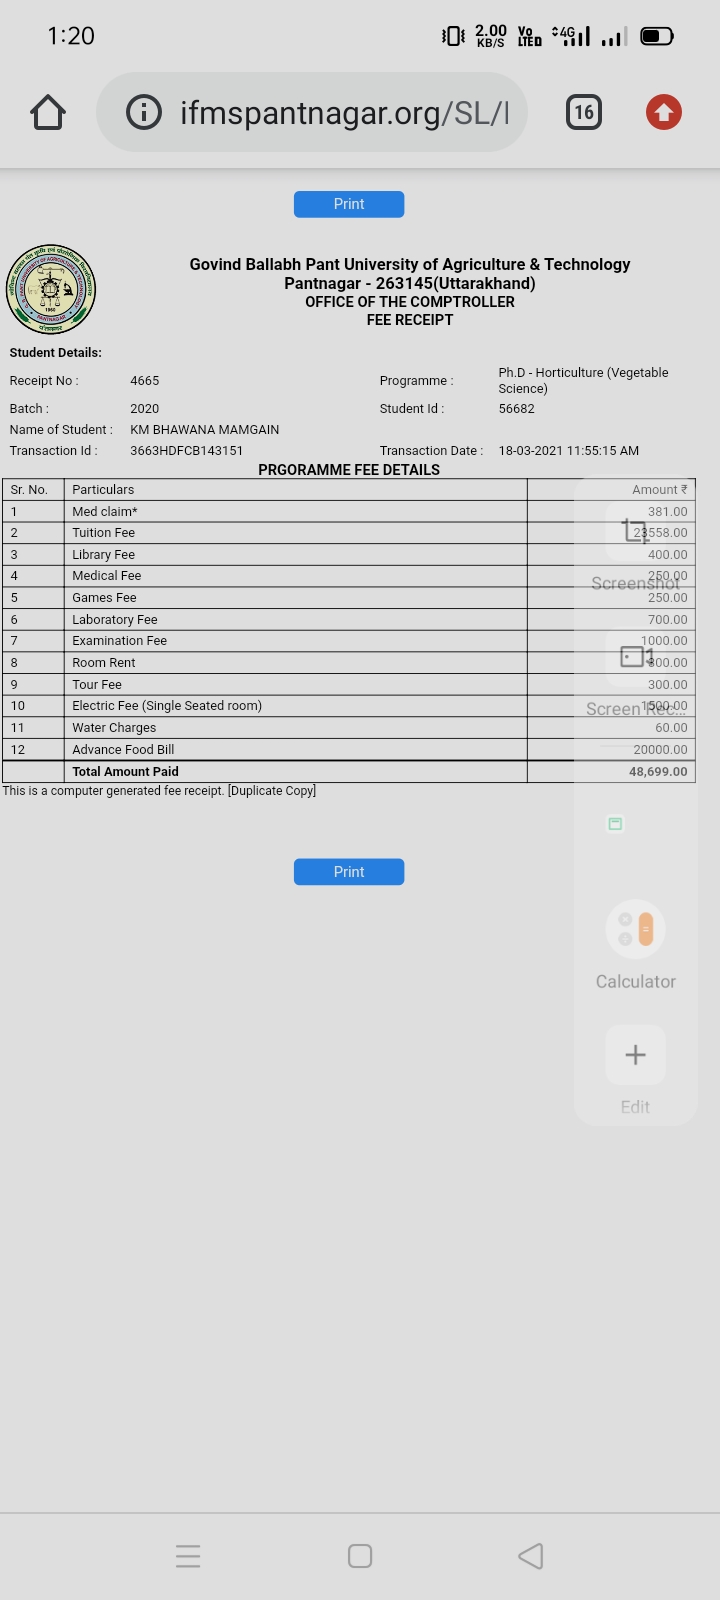 1:20
2.00 KB/S Vo LTE D 4G
ifmspantnagar.org/SL/
16
Print
Govind Ballabh Pant University of Agriculture & Technology
Pantnagar - 263145(Uttarakhand)
OFFICE OF THE COMPTROLLER
FEE RECEIPT
1960
PANTNAGAR
Student Details:
Receipt No : 4665 Programme : Ph.D - Horticulture (Vegetable
Science)
Batch : 2020 Student Id : 56682
Name of Student : KM BHAWANA MAMGAIN
Transaction Id : 3663HDFCB143151 Transaction Date : 18-03-2021 11:55:15 AM
PRGORAMME FEE DETAILS
Sr. No. Particulars Amount ₹
1 Med claim* 381.00
2 Tuition Fee 23558.00
3 Library Fee 400.00
4 Medical Fee 250.00
Screenshot
5 Games Fee 250.00
6 Laboratory Fee 700.00
7 Examination Fee 1000.00
8 Room Rent 300.00
9 Tour Fee 300.00
10 Electric Fee (Single Seated room) 1500.00
Screen Rec...
11 Water Charges 60.00
12 Advance Food Bill 20000.00
Total Amount Paid 48,699.00
This is a computer generated fee receipt. [Duplicate Copy]
Print
Calculator
Edit